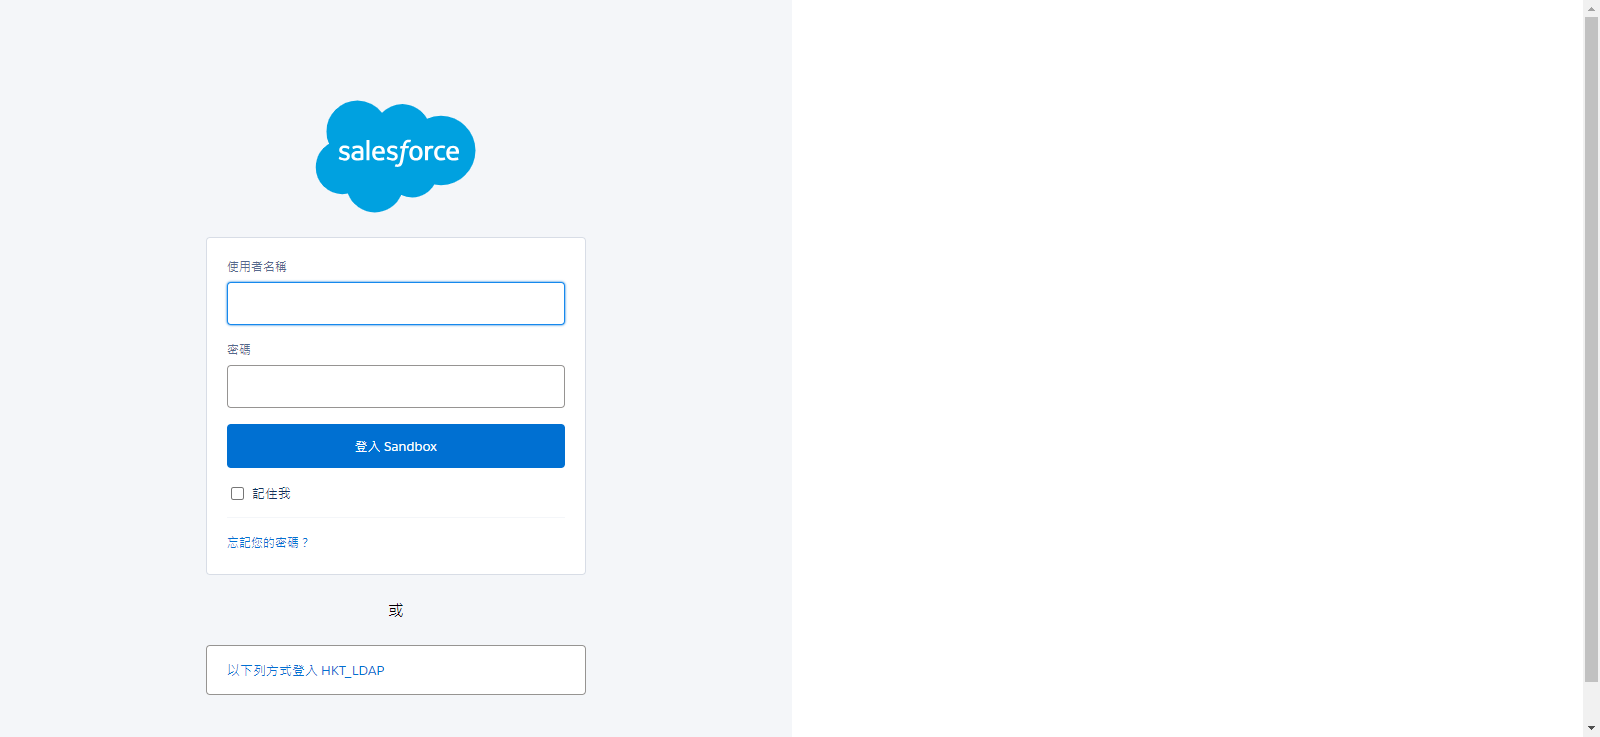 salesforce
使用者名稱
密碼
登入 Sandbox
記住我
忘記您的密碼？
或
以下列方式登入 HKT_LDAP